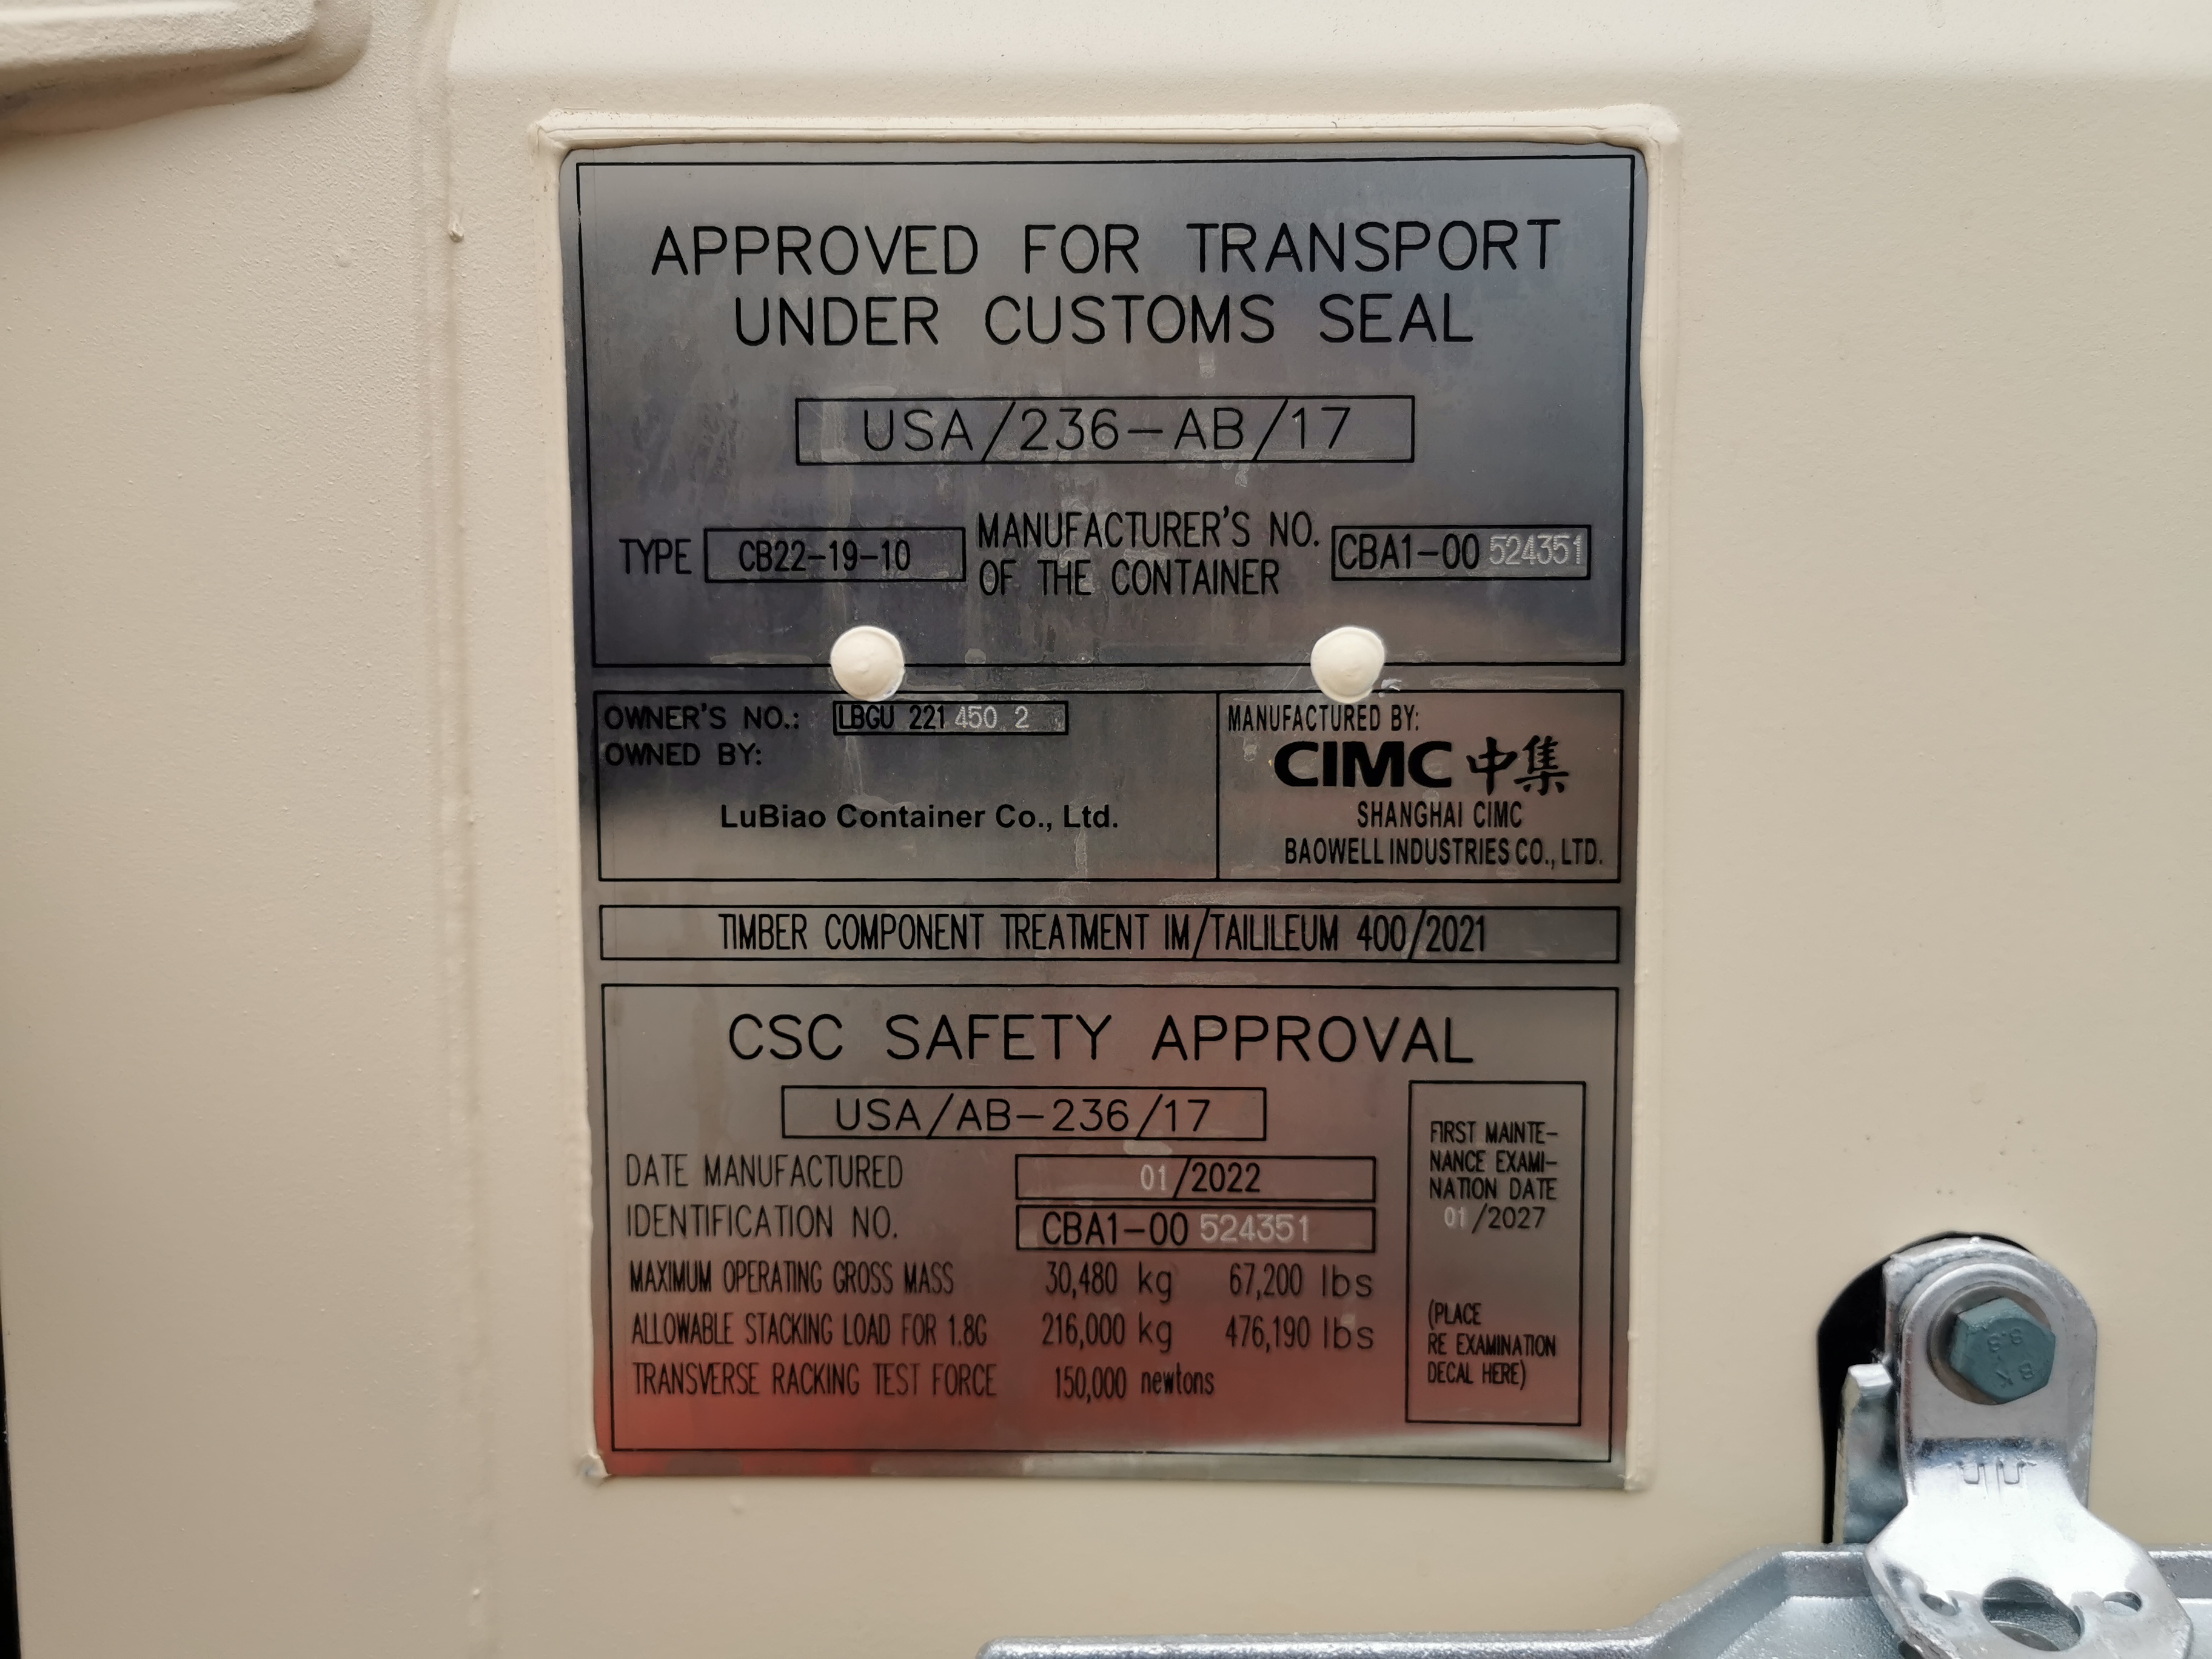 APPROVED FOR TRANSPORT
UNDER CUSTOMS SEAL
USA/236-AB/17
TYPE CB22-19-10
MANUFACTURER'S NO.
OF THE CONTAINER
CBA1-00 524351
OWNER'S NO.: LBGU 221 450 2
OWNED BY:
LuBiao Container Co., Ltd.
MANUFACTURED BY:
CIMC 中集
SHANGHAI CIMC
BAOWELL INDUSTRIES CO., LTD.
TIMBER COMPONENT TREATMENT IM/TAILILEUM 400/2021
CSC SAFETY APPROVAL
USA/AB-236/17
DATE MANUFACTURED 01/2022
IDENTIFICATION NO. CBA1-00 524351
MAXIMUM OPERATING GROSS MASS 30,480 kg 67,200 lbs
ALLOWABLE STACKING LOAD FOR 1.8G 216,000 kg 476,190 lbs
TRANSVERSE RACKING TEST FORCE 150,000 newtons
FIRST MAINTE-
NANCE EXAMI-
NATION DATE
01/2027
(PLACE
RE EXAMINATION
DECAL HERE)
8.8